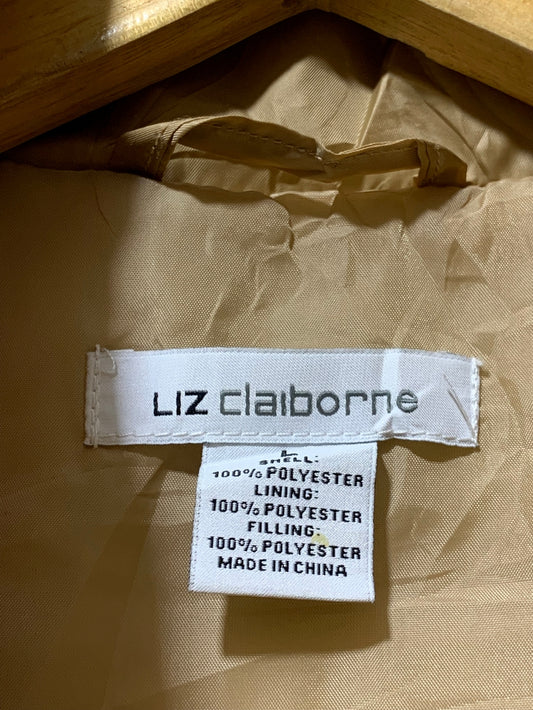 LIZ claiborne
L
SHELL:
100% POLYESTER
LINING:
100% POLYESTER
FILLING:
100% POLYESTER
MADE IN CHINA